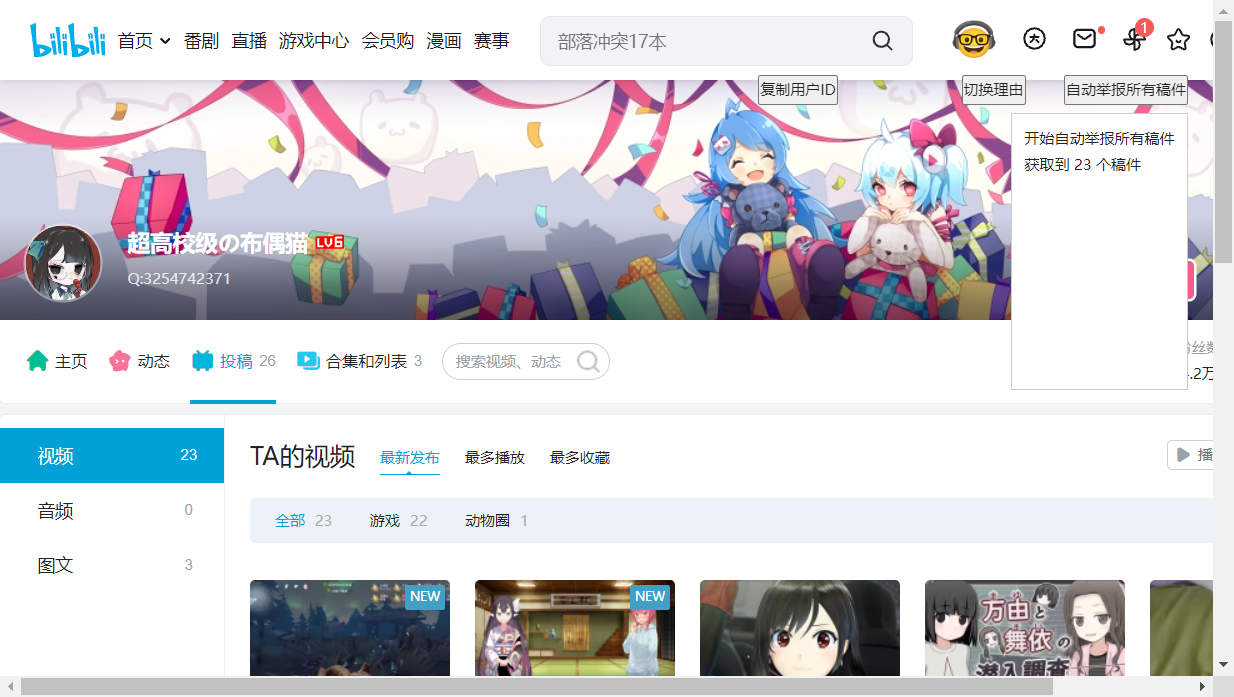 bilibili 首页 番剧 直播 游戏中心 会员购 漫画 赛事 部落冲突17本 1
复制用户ID 切换理由 自动举报所有稿件
开始自动举报所有稿件
获取到 23 个稿件
超高校级の布偶猫 LV6
Q:3254742371
主页 动态 投稿 26 合集和列表 3 搜索视频、动态
.2万
视频 23
音频 0
图文 3
TA的视频 最新发布 最多播放 最多收藏 播
全部 23 游戏 22 动物圈 1
NEW NEW
方由と
舞依の
潜入調査